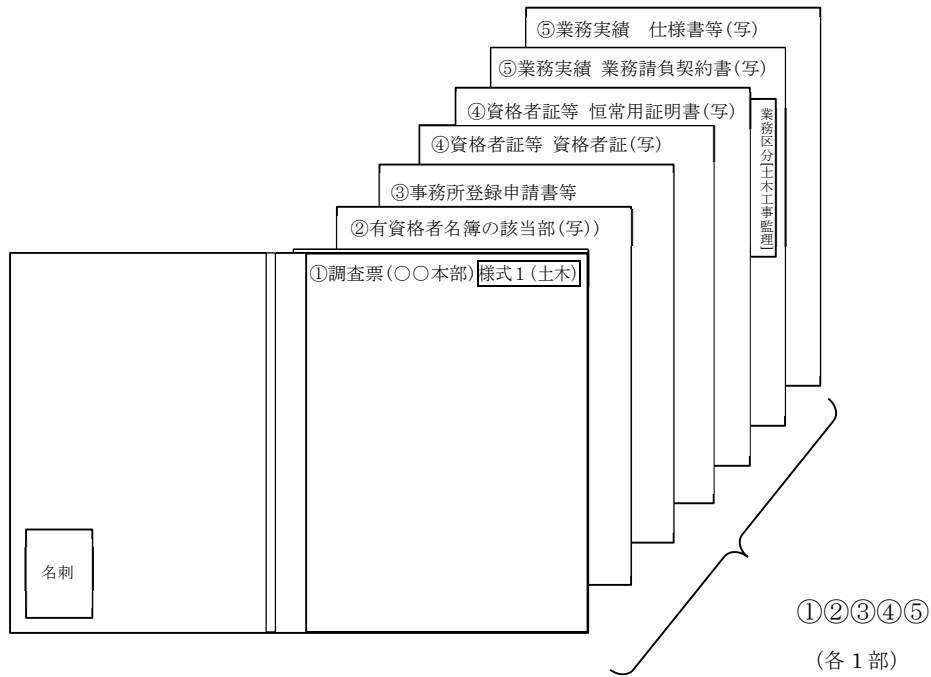 ⑤業務実績　仕様書等(写)
⑤業務実績 業務請負契約書(写)
④資格者証等 恒常用証明書(写)
業務区分[土木工事監理]
④資格者証等 資格者証(写)
③事務所登録申請書等
②有資格者名簿の該当部(写))
①調査票(○○本部) 様式１(土木)
名刺
①②③④⑤
(各１部)